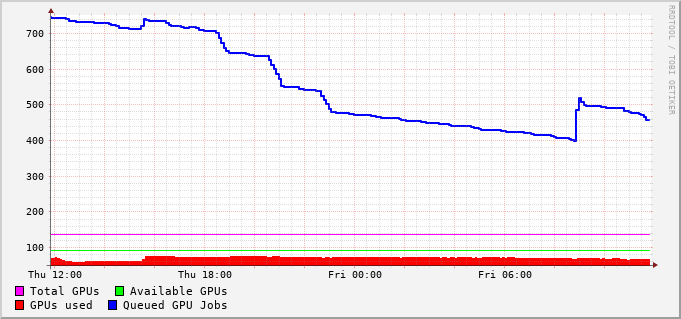 700
600
500
400
300
200
100
Thu 12:00 Thu 18:00 Fri 00:00 Fri 06:00
Total GPUs Available GPUs
GPUs used Queued GPU Jobs
RRDTOOL / TOBI OETIKER